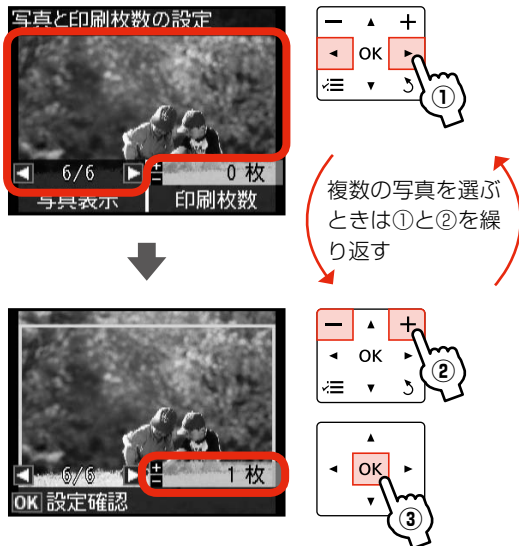 写真と印刷枚数の設定
◀ 6/6 ▶ 0 枚
写真表示 印刷枚数
− ▲ +
◀ OK ▶
▼
①
複数の写真を選ぶ
ときは①と②を繰
り返す
◀ 6/6 ▶ 1 枚
OK 設定確認
− ▲ +
◀ OK ▶
▼
②
▲
◀ OK ▶
▼
③